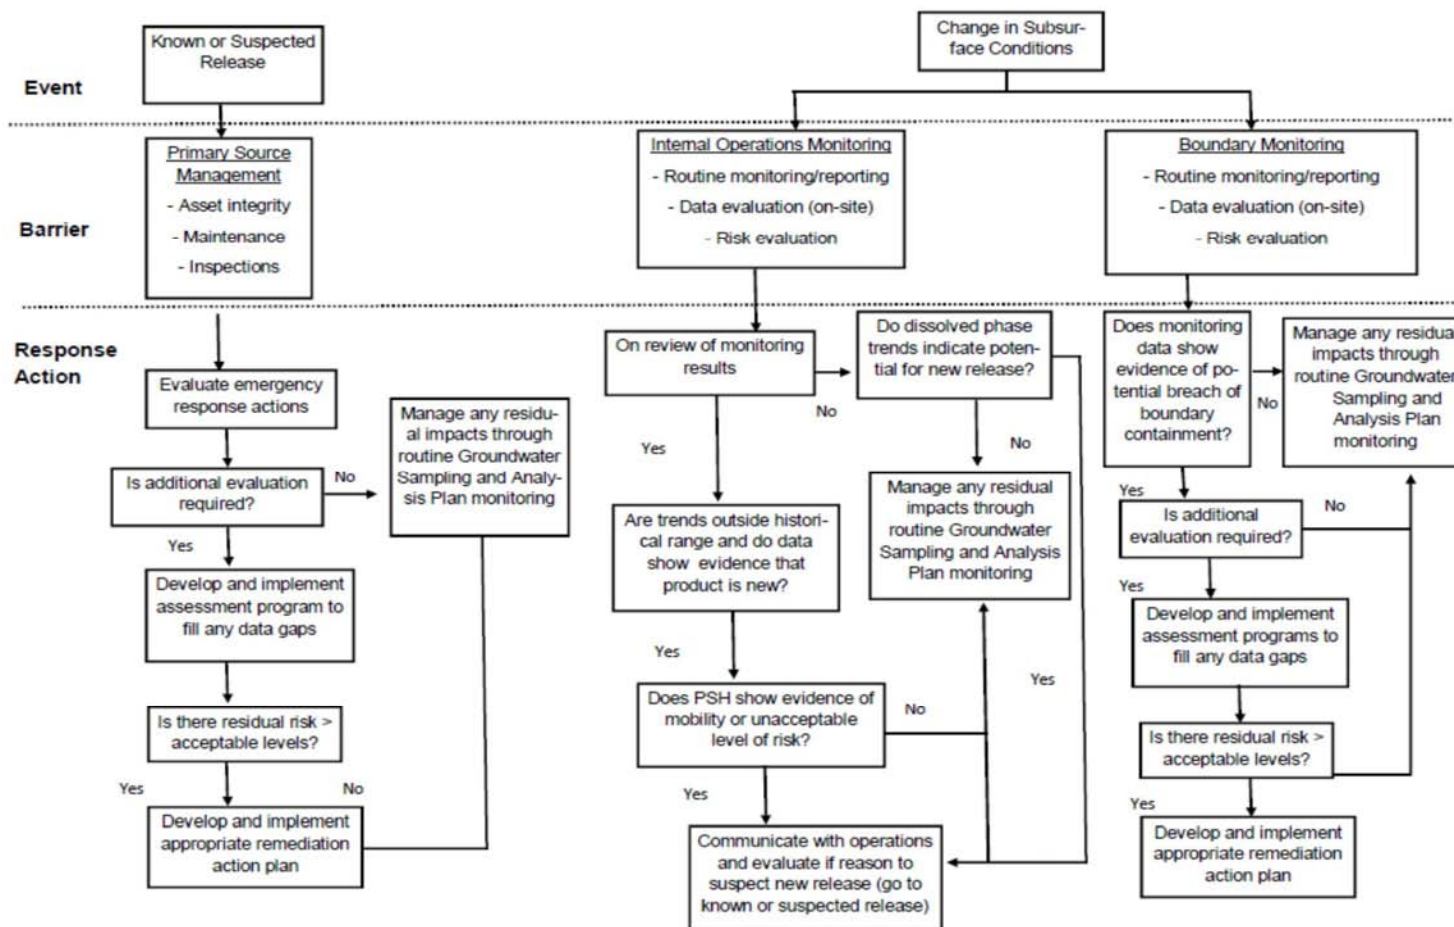 Event
Known or Suspected
Release
Change in Subsur-
face Conditions
Barrier
Primary Source
Management
- Asset integrity
- Maintenance
- Inspections
Internal Operations Monitoring
- Routine monitoring/reporting
- Data evaluation (on-site)
- Risk evaluation
Boundary Monitoring
- Routine monitoring/reporting
- Data evaluation (on-site)
- Risk evaluation
Response
Action
Evaluate emergency
response actions
Is additional evaluation
required?
No
Manage any residu-
al impacts through
routine Groundwater
Sampling and Analy-
sis Plan monitoring
Yes
Develop and implement
assessment program to
fill any data gaps
Is there residual risk >
acceptable levels?
Yes
No
Develop and implement
appropriate remediation
action plan
On review of monitoring
results
No
Do dissolved phase
trends indicate poten-
tial for new release?
Yes
No
Are trends outside histori-
cal range and do data
show evidence that
product is new?
Manage any residual
impacts through
routine Groundwater
Sampling and Analysis
Plan monitoring
Yes
Yes
Does PSH show evidence of
mobility or unacceptable
level of risk?
No
Yes
Communicate with operations
and evaluate if reason to
suspect new release (go to
known or suspected release)
Does monitoring
data show
evidence of po-
tential breach of
boundary
containment?
No
Manage any residual
impacts through
routine Groundwater
Sampling and
Analysis Plan
monitoring
Yes
Is additional
evaluation required?
No
Yes
Develop and implement
assessment programs to
fill any data gaps
Is there residual risk >
acceptable levels?
Yes
Develop and implement
appropriate remediation
action plan